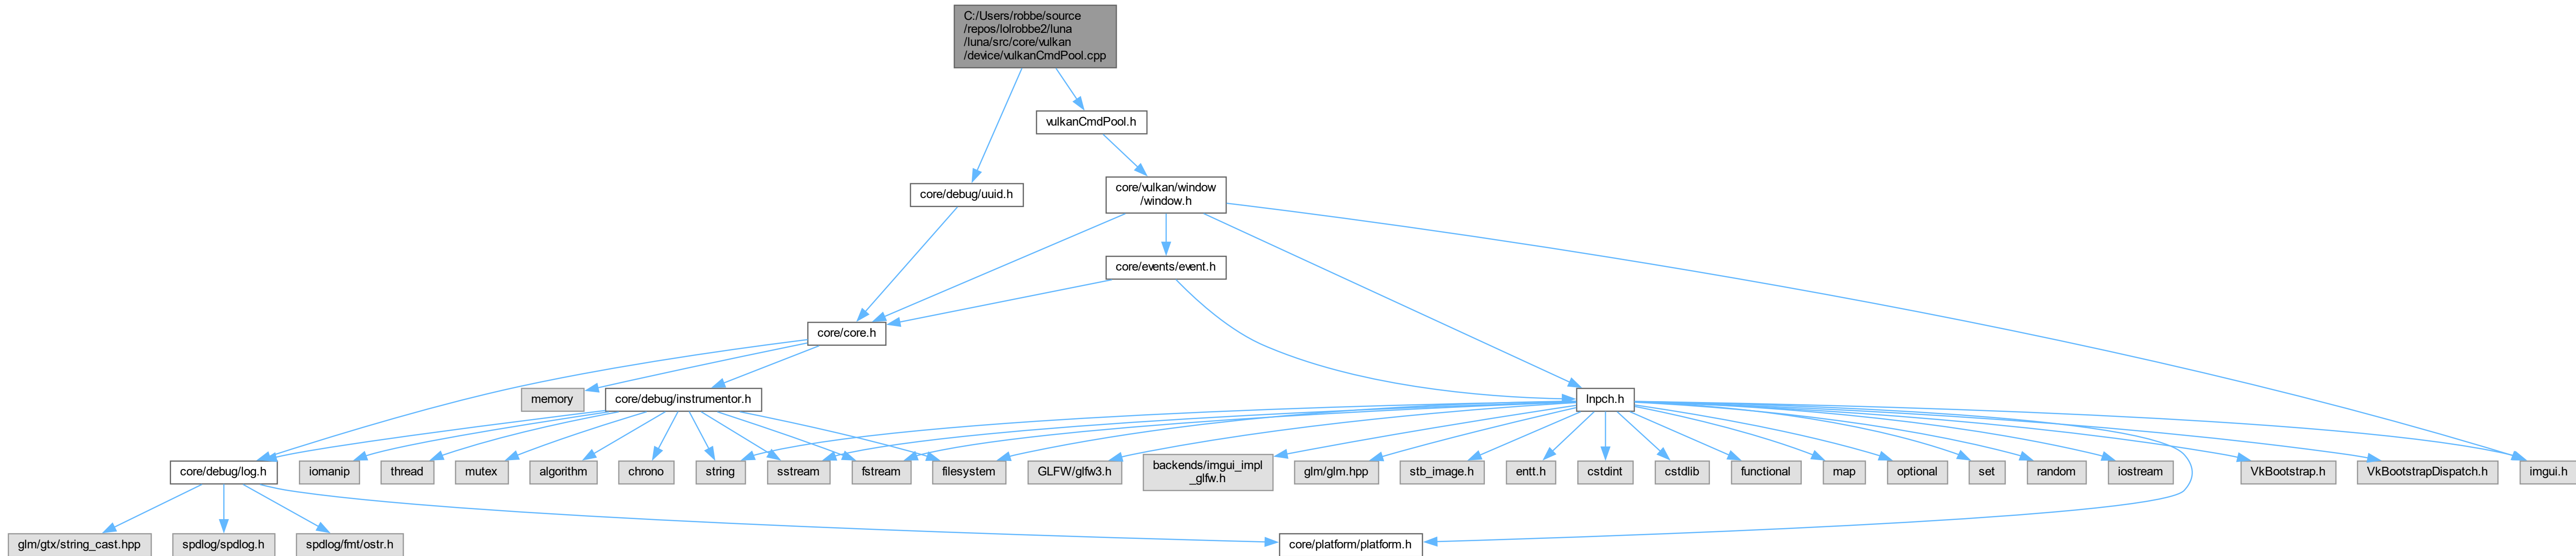 C:/Users/robbe/source
/repos/lolrobbe2/luna
/luna/src/core/vulkan
/device/vulkanCmdPool.cpp
vulkanCmdPool.h
core/debug/uuid.h
core/vulkan/window
/window.h
core/events/event.h
core/core.h
memory
core/debug/instrumentor.h
lnpch.h
core/debug/log.h
iomanip
thread
mutex
algorithm
chrono
string
sstream
fstream
filesystem
GLFW/glfw3.h
backends/imgui_impl
_glfw.h
glm/glm.hpp
stb_image.h
entt.h
cstdint
cstdlib
functional
map
optional
set
random
iostream
VkBootstrap.h
VkBootstrapDispatch.h
imgui.h
glm/gtx/string_cast.hpp
spdlog/spdlog.h
spdlog/fmt/ostr.h
core/platform/platform.h